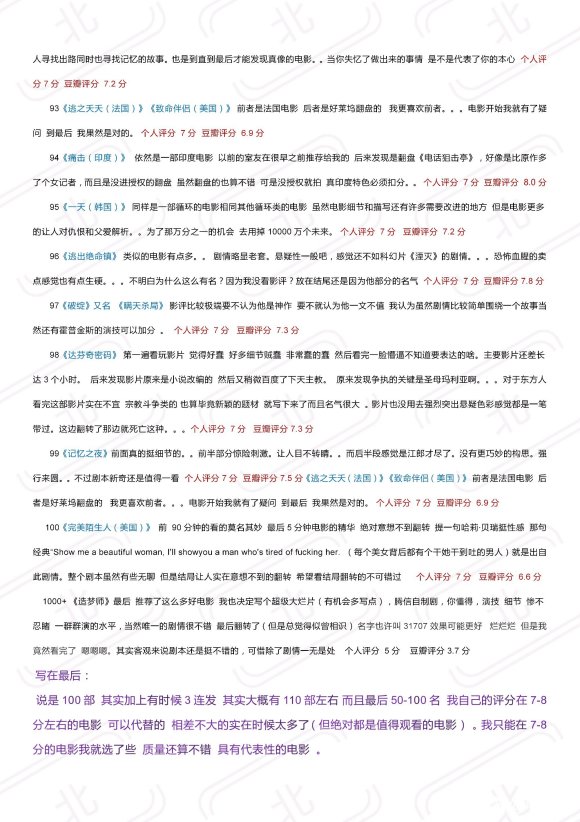 人寻找出路同时也寻找记忆的故事。也是到直到最后才能发现真像的电影。。当你失忆了做出来的事情 是不是代表了你的本心 个人评
分7分 豆瓣评分 7.2 分
93《逃之夭夭（法国）》《致命伴侣（美国）》 前者是法国电影 后者是好莱坞翻盘的 我更喜欢前者。。。电影开始我就有了疑
问 到最后 我果然是对的。 个人评分 7分 豆瓣评分 6.9分
94《痛击（印度）》 依然是一部印度电影 以前的室友在很早之前推荐给我的 后来发现是翻盘《电话狙击亭》，好像是比原作多
了个女记者，而且是没进授权的翻盘 虽然翻盘的也算不错 可是没授权就拍 真印度特色必须扣分。。 个人评分 7分 豆瓣评分 8.0 分
95《一天（韩国）》 同样是一部循环的电影相同其他循环类的电影 虽然电影细节和描写还有许多需要改进的地方 但是电影更多
的让人对仇恨和父爱解析。。为了那万分之一的机会 去用掉 10000 万个未来。 个人评分 7分 豆瓣评分 7.2分
96《逃出绝命镇》 类似的电影有点多。。 剧情略显老套。悬疑性一般吧，感觉还不如科幻片《湮灭》的剧情。。。恐怖血腥的卖
点感觉也有点生硬。。。不明白为什么这么有名？因为我没看影评？放在结尾还是因为他部分的名气 个人评分 7分 豆瓣评分 7.8 分
97《破绽》又名 《瞒天杀局》 影评比较极端要不认为他是神作 要不就认为他一文不值 我认为虽然剧情比较简单围绕一个故事当
然还有霍普金斯的演技可以加分 。 个人评分 7分 豆瓣评分 7.3分
98《达芬奇密码》 第一遍看玩影片 觉得好蠢 好多细节贼蠢 非常蠢的蠢 然后看完一脸懵逼不知道要表达的啥。主要影片还差长
达 3 个小时。 后来发现影片原来是小说改编的 然后又稍微百度了下天主教。 原来发现争执的关键是圣母玛利亚啊。。。对于东方人
看完这部影片实在不宜 宗教斗争类的 也算毕竟新颖的题材 就写下来了而且名气很大 。影片也没用去强烈突出悬疑色彩感觉都是一笔
带过。这边翻转了那边就死亡这种。。。个人评分 7分 豆瓣评分 7.3分
99《记忆之夜》前面真的挺细节的。。前半部分惊险刺激。让人目不转睛。。而后半段感觉是江郎才尽了。没有更巧妙的构思。强
行来圆。。不过剧本新奇还是值得一看 个人评分 7分 豆瓣评分 7.5 分《逃之夭夭（法国）》《致命伴侣（美国）》前者是法国电影 后
者是好莱坞翻盘的 我更喜欢前者。。。电影开始我就有了疑问 到最后 我果然是对的。 个人评分 7分 豆瓣评分 6.9分
100《完美陌生人（美国）》 前 90 分钟的看的莫名其妙 最后 5 分钟电影的精华 绝对意想不到翻转 提一句哈莉·贝瑞挺性感 那句
经典“Show me a beautiful woman, I'll showyou a man who's tired of fucking her. （每个美女背后都有个干她干到吐的男人）就是出自
此剧情。整个剧本虽然有些无聊 但是结局让人实在意想不到的翻转 希望看结局翻转的不可错过 个人评分 7分 豆瓣评分 6.6分
1000+ 《造梦师》最后 推荐了这么多好电影 我也决定写个超级大烂片（有机会多写点），腾信自制剧，你懂得，演技 细节 惨不
忍睹 一群群演的水平，当然唯一的剧情很不错 最后翻转了（但是总觉得似曾相识）名字也许叫 31707 效果可能更好 烂烂烂 但是我
竟然看完了 嗯嗯嗯。其实客观来说剧本还是挺不错的，可惜除了剧情一无是处 个人评分 5分 豆瓣评分 3.7分
写在最后：
说是 100 部 其实加上有时候 3 连发 其实大概有 110 部左右 而且最后 50-100 名 我自己的评分在 7-8
分左右的电影 可以代替的 相差不大的实在时候太多了（但绝对都是值得观看的电影）。我只能在 7-8
分的电影我就选了些 质量还算不错 具有代表性的电影 。